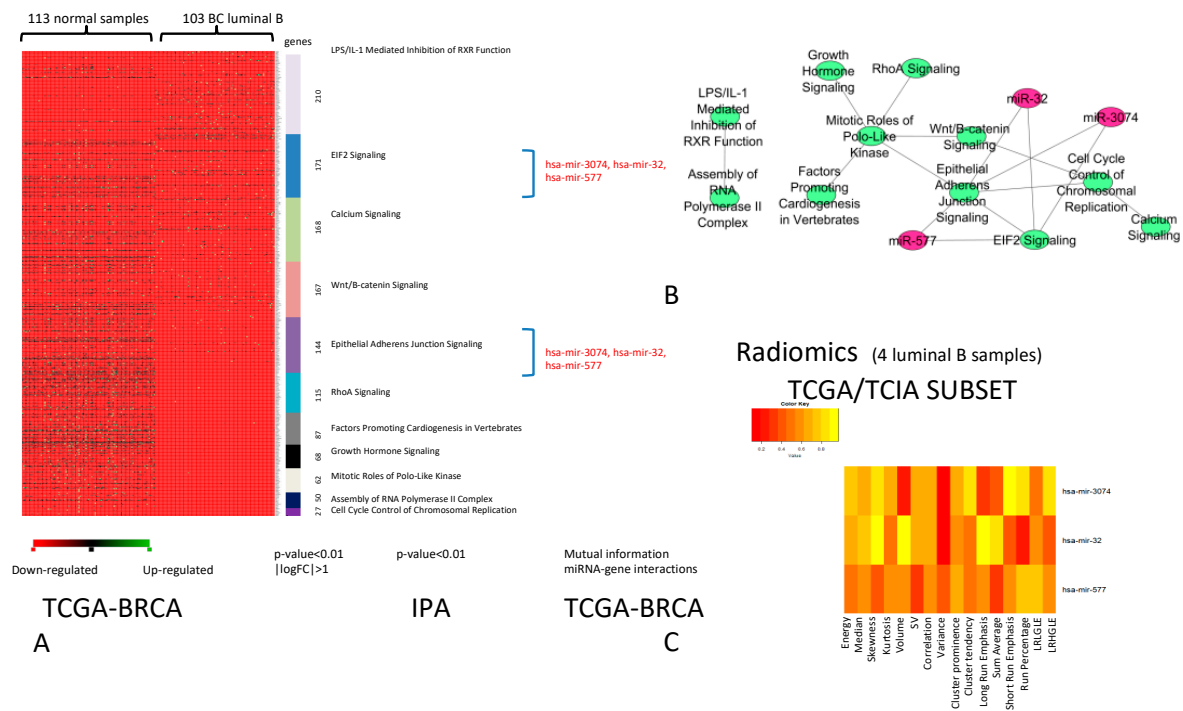 113 normal samples
103 BC luminal B
genes
LPS/IL-1 Mediated Inhibition of RXR Function
210
EIF2 Signaling
171
hsa-mir-3074, hsa-mir-32,
hsa-mir-577
Calcium Signaling
168
Wnt/B-catenin Signaling
167
Epithelial Adherens Junction Signaling
144
hsa-mir-3074, hsa-mir-32,
hsa-mir-577
RhoA Signaling
115
Factors Promoting Cardiogenesis in Vertebrates
87
Growth Hormone Signaling
68
Mitotic Roles of Polo-Like Kinase
62
Assembly of RNA Polymerase II Complex
50
Cell Cycle Control of Chromosomal Replication
27
Down-regulated
Up-regulated
p-value<0.01
|logFC|>1
p-value<0.01
Mutual information
miRNA-gene interactions
TCGA-BRCA
IPA
TCGA-BRCA
A
Growth
Hormone
Signaling
RhoA Signaling
LPS/IL-1
Mediated
Inhibition of
RXR Function
miR-32
miR-3074
Mitotic Roles of
Polo-Like
Kinase
Wnt/B-catenin
Signaling
Cell Cycle
Control of
Chromosomal
Replication
Epithelial
Adherens
Junction
Signaling
Factors
Promoting
Cardiogenesis
in Vertebrates
Assembly of
RNA
Polymerase II
Complex
Calcium
Signaling
miR-577
EIF2 Signaling
B
Radiomics (4 luminal B samples)
TCGA/TCIA SUBSET
Color Key
0.2
0.4
0.6
0.8
Value
hsa-mir-3074
hsa-mir-32
hsa-mir-577
Energy
Median
Skewness
Kurtosis
Volume
SV
Correlation
Variance
Cluster prominence
Cluster tendency
Long Run Emphasis
Sum Average
Short Run Emphasis
Run Percentage
LRLGLE
LRHGLE
C